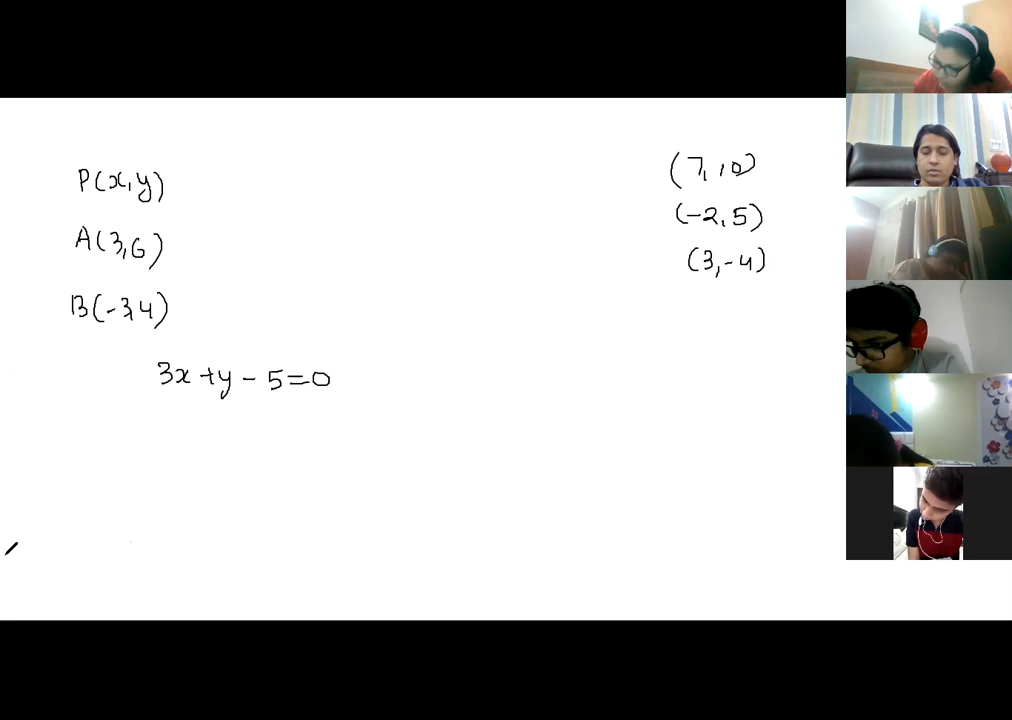 P(x,y)
A(3,6)
B(-3,4)
3x+y-5=0
(7,10)
(-2,5)
(3,-4)